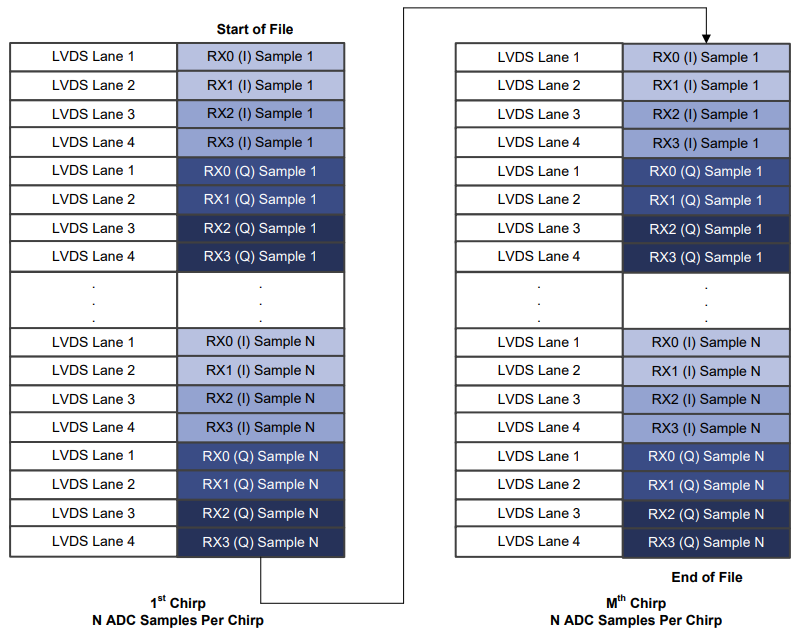 Start of File
LVDS Lane 1 RX0 (I) Sample 1
LVDS Lane 2 RX1 (I) Sample 1
LVDS Lane 3 RX2 (I) Sample 1
LVDS Lane 4 RX3 (I) Sample 1
LVDS Lane 1 RX0 (Q) Sample 1
LVDS Lane 2 RX1 (Q) Sample 1
LVDS Lane 3 RX2 (Q) Sample 1
LVDS Lane 4 RX3 (Q) Sample 1
. .
. .
. .
LVDS Lane 1 RX0 (I) Sample N
LVDS Lane 2 RX1 (I) Sample N
LVDS Lane 3 RX2 (I) Sample N
LVDS Lane 4 RX3 (I) Sample N
LVDS Lane 1 RX0 (Q) Sample N
LVDS Lane 2 RX1 (Q) Sample N
LVDS Lane 3 RX2 (Q) Sample N
LVDS Lane 4 RX3 (Q) Sample N
1st Chirp
N ADC Samples Per Chirp
LVDS Lane 1 RX0 (I) Sample 1
LVDS Lane 2 RX1 (I) Sample 1
LVDS Lane 3 RX2 (I) Sample 1
LVDS Lane 4 RX3 (I) Sample 1
LVDS Lane 1 RX0 (Q) Sample 1
LVDS Lane 2 RX1 (Q) Sample 1
LVDS Lane 3 RX2 (Q) Sample 1
LVDS Lane 4 RX3 (Q) Sample 1
. .
. .
. .
LVDS Lane 1 RX0 (I) Sample N
LVDS Lane 2 RX1 (I) Sample N
LVDS Lane 3 RX2 (I) Sample N
LVDS Lane 4 RX3 (I) Sample N
LVDS Lane 1 RX0 (Q) Sample N
LVDS Lane 2 RX1 (Q) Sample N
LVDS Lane 3 RX2 (Q) Sample N
LVDS Lane 4 RX3 (Q) Sample N
End of File
Mth Chirp
N ADC Samples Per Chirp